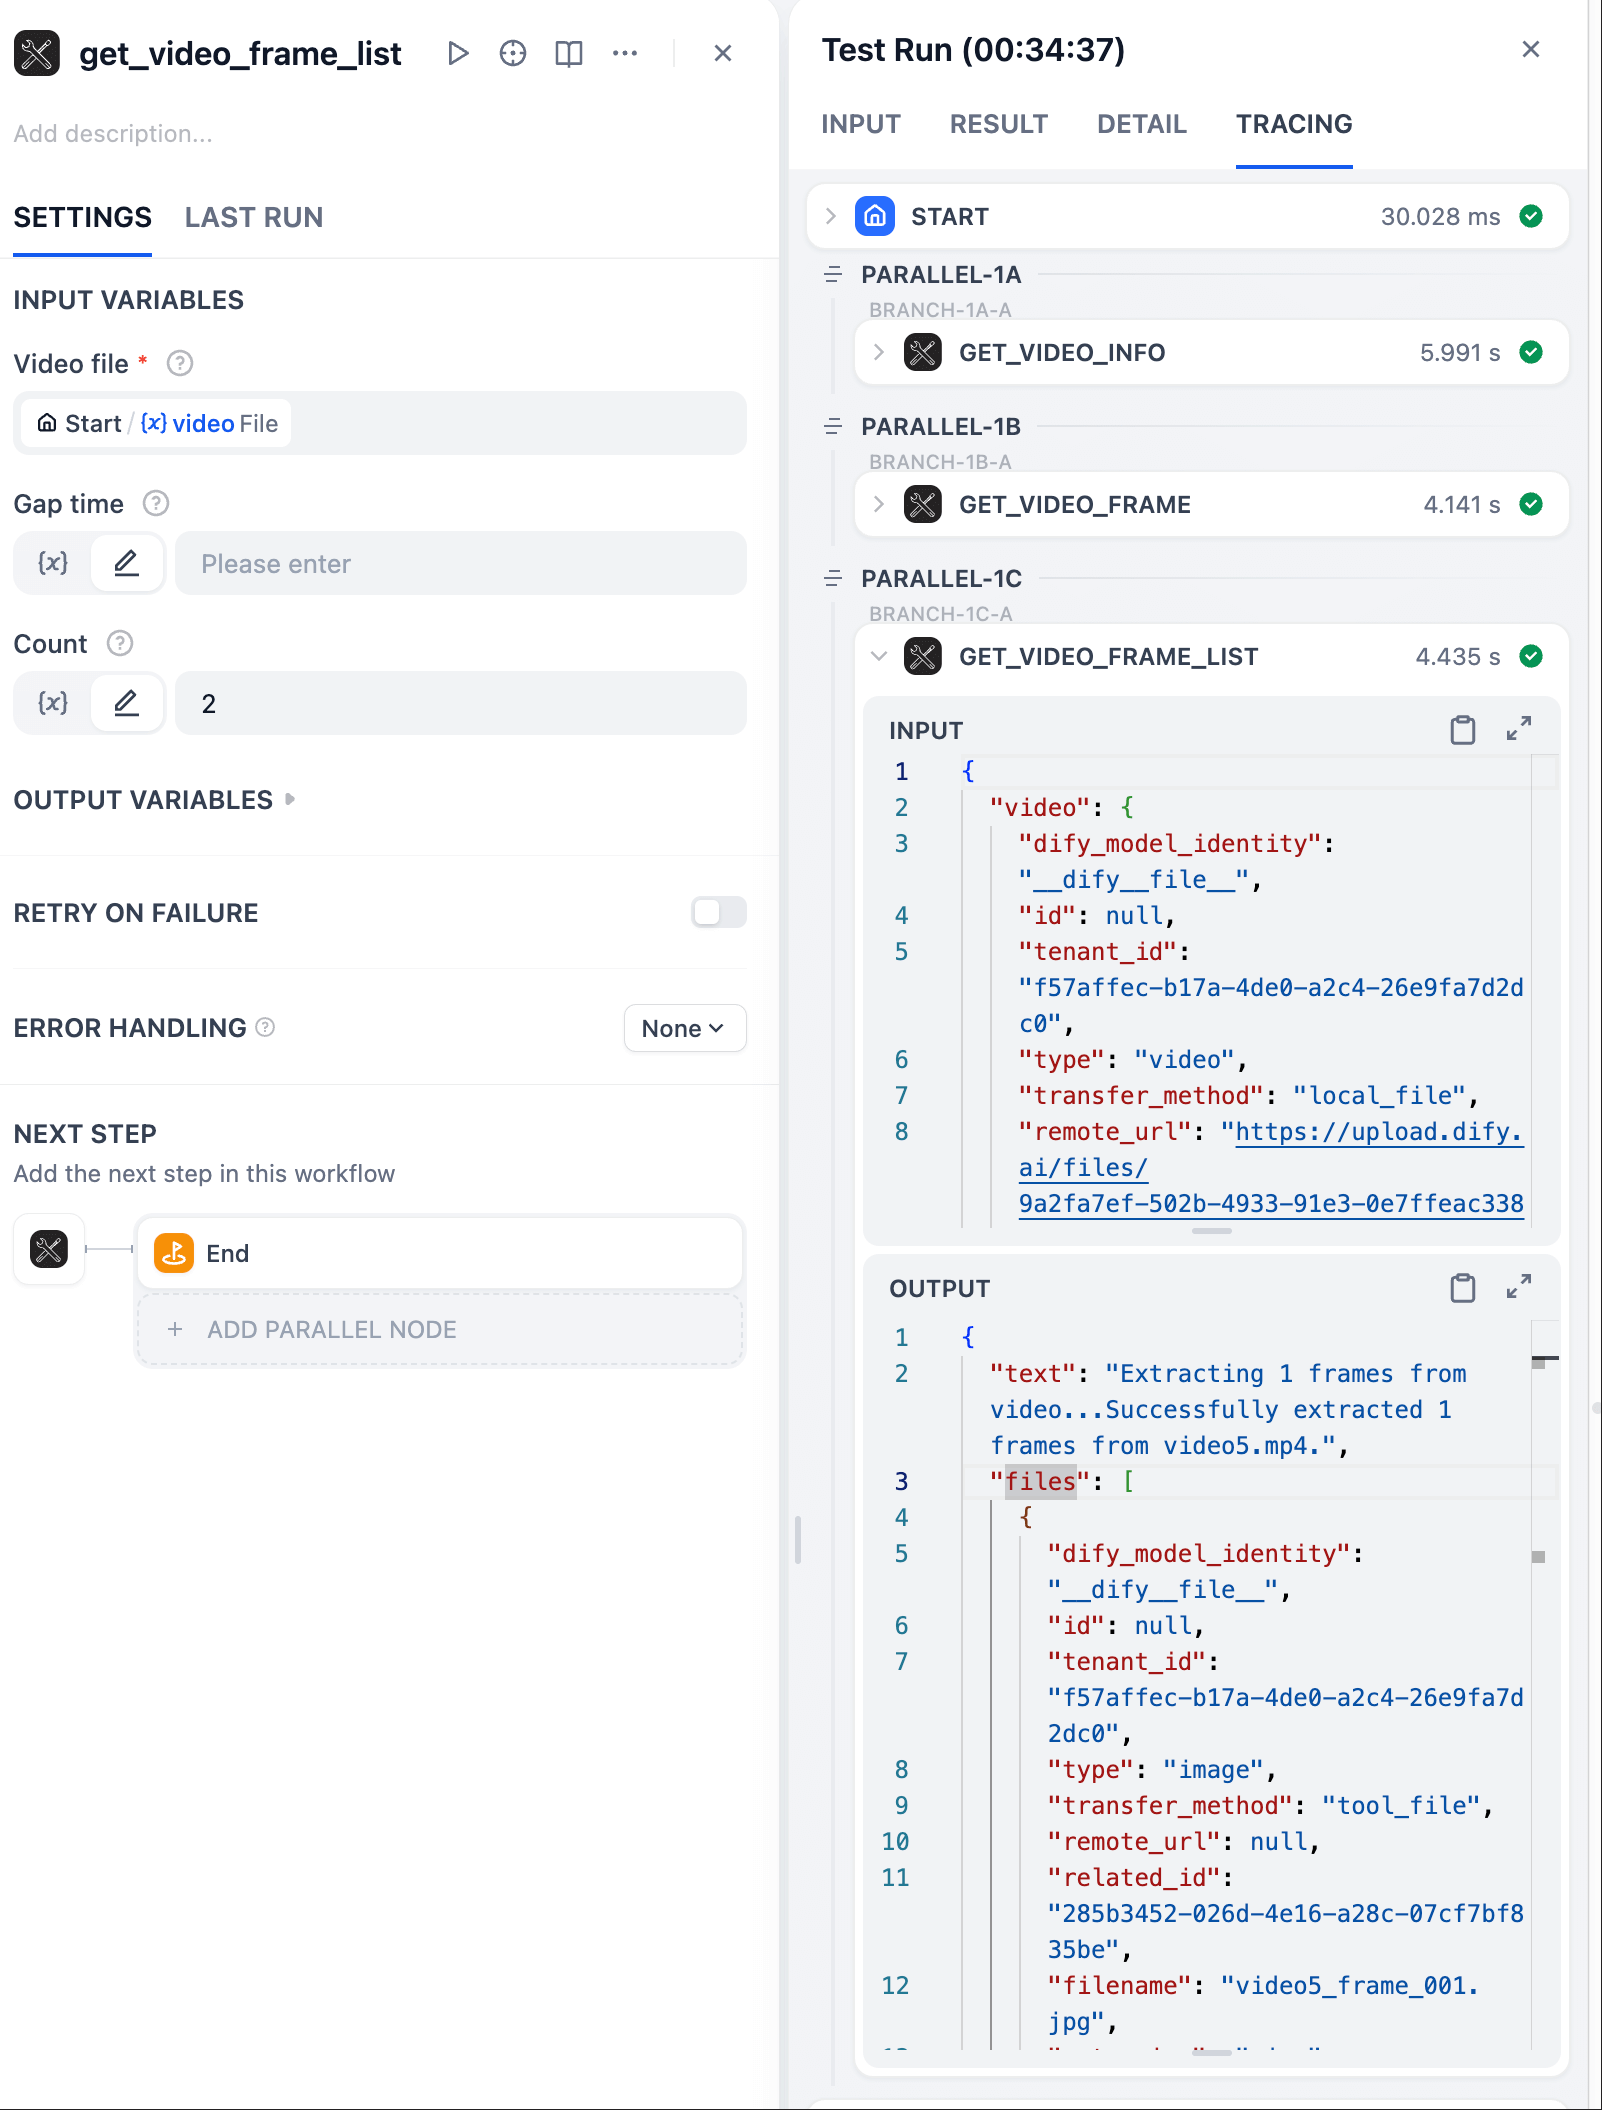 get_video_frame_list
Add description...
SETTINGS
LAST RUN
INPUT VARIABLES
Video file *
Start / {x} video File
Gap time
{x}
Please enter
Count
{x}
2
OUTPUT VARIABLES
RETRY ON FAILURE
ERROR HANDLING
None
NEXT STEP
Add the next step in this workflow
End
+ ADD PARALLEL NODE
Test Run (00:34:37)
INPUT
RESULT
DETAIL
TRACING
START
30.028 ms
PARALLEL-1A
BRANCH-1A-A
GET_VIDEO_INFO
5.991 s
PARALLEL-1B
BRANCH-1B-A
GET_VIDEO_FRAME
4.141 s
PARALLEL-1C
BRANCH-1C-A
GET_VIDEO_FRAME_LIST
4.435 s
INPUT
1 {
2 "video": {
3 "dify_model_identity":
"__dify__file__",
4 "id": null,
5 "tenant_id":
"f57affec-b17a-4de0-a2c4-26e9fa7d2d
c0",
6 "type": "video",
7 "transfer_method": "local_file",
8 "remote_url": "https://upload.dify.
ai/files/
9a2fa7ef-502b-4933-91e3-0e7ffeac338
OUTPUT
1 {
2 "text": "Extracting 1 frames from
video...Successfully extracted 1
frames from video5.mp4.",
3 "files": [
4 {
5 "dify_model_identity":
"__dify__file__",
6 "id": null,
7 "tenant_id":
"f57affec-b17a-4de0-a2c4-26e9fa7d
2dc0",
8 "type": "image",
9 "transfer_method": "tool_file",
10 "remote_url": null,
11 "related_id":
"285b3452-026d-4e16-a28c-07cf7bf8
35be",
12 "filename": "video5_frame_001.
jpg",